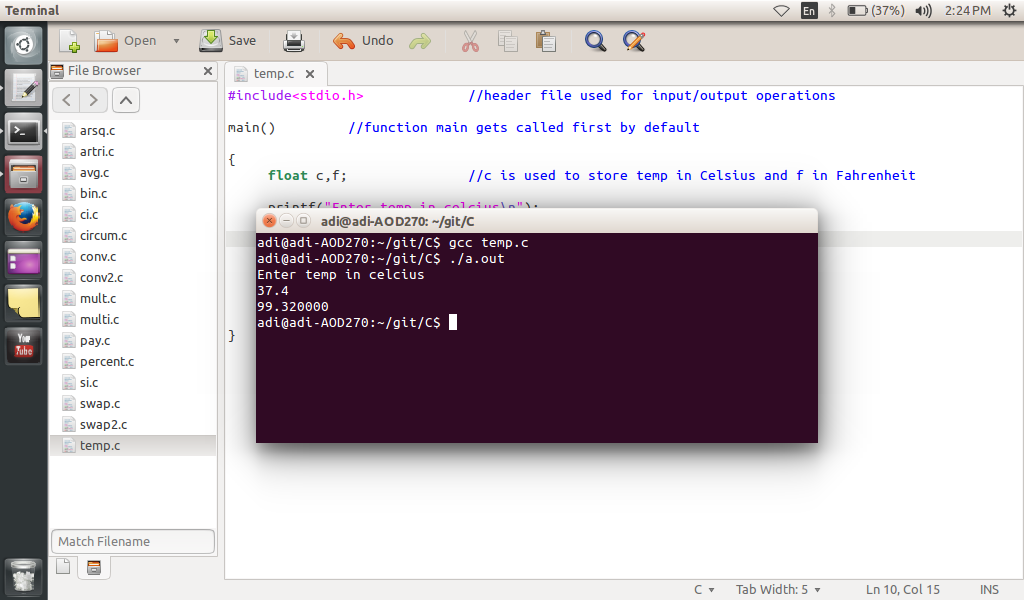 Terminal
En
(37%)
2:24 PM
Open
Save
Undo
File Browser
temp.c
arsq.c
artri.c
avg.c
bin.c
ci.c
circum.c
conv.c
conv2.c
mult.c
multi.c
pay.c
percent.c
si.c
swap.c
swap2.c
temp.c
Match Filename
You
Tube
#include<stdio.h> //header file used for input/output operations
main() //function main gets called first by default
{
float c,f; //c is used to store temp in Celsius and f in Fahrenheit
printf("Enter temp in celcius\n");
}
adi@adi-AOD270: ~/git/C
adi@adi-AOD270:~/git/C$ gcc temp.c
adi@adi-AOD270:~/git/C$ ./a.out
Enter temp in celcius
37.4
99.320000
adi@adi-AOD270:~/git/C$
C
Tab Width: 5
Ln 10, Col 15
INS